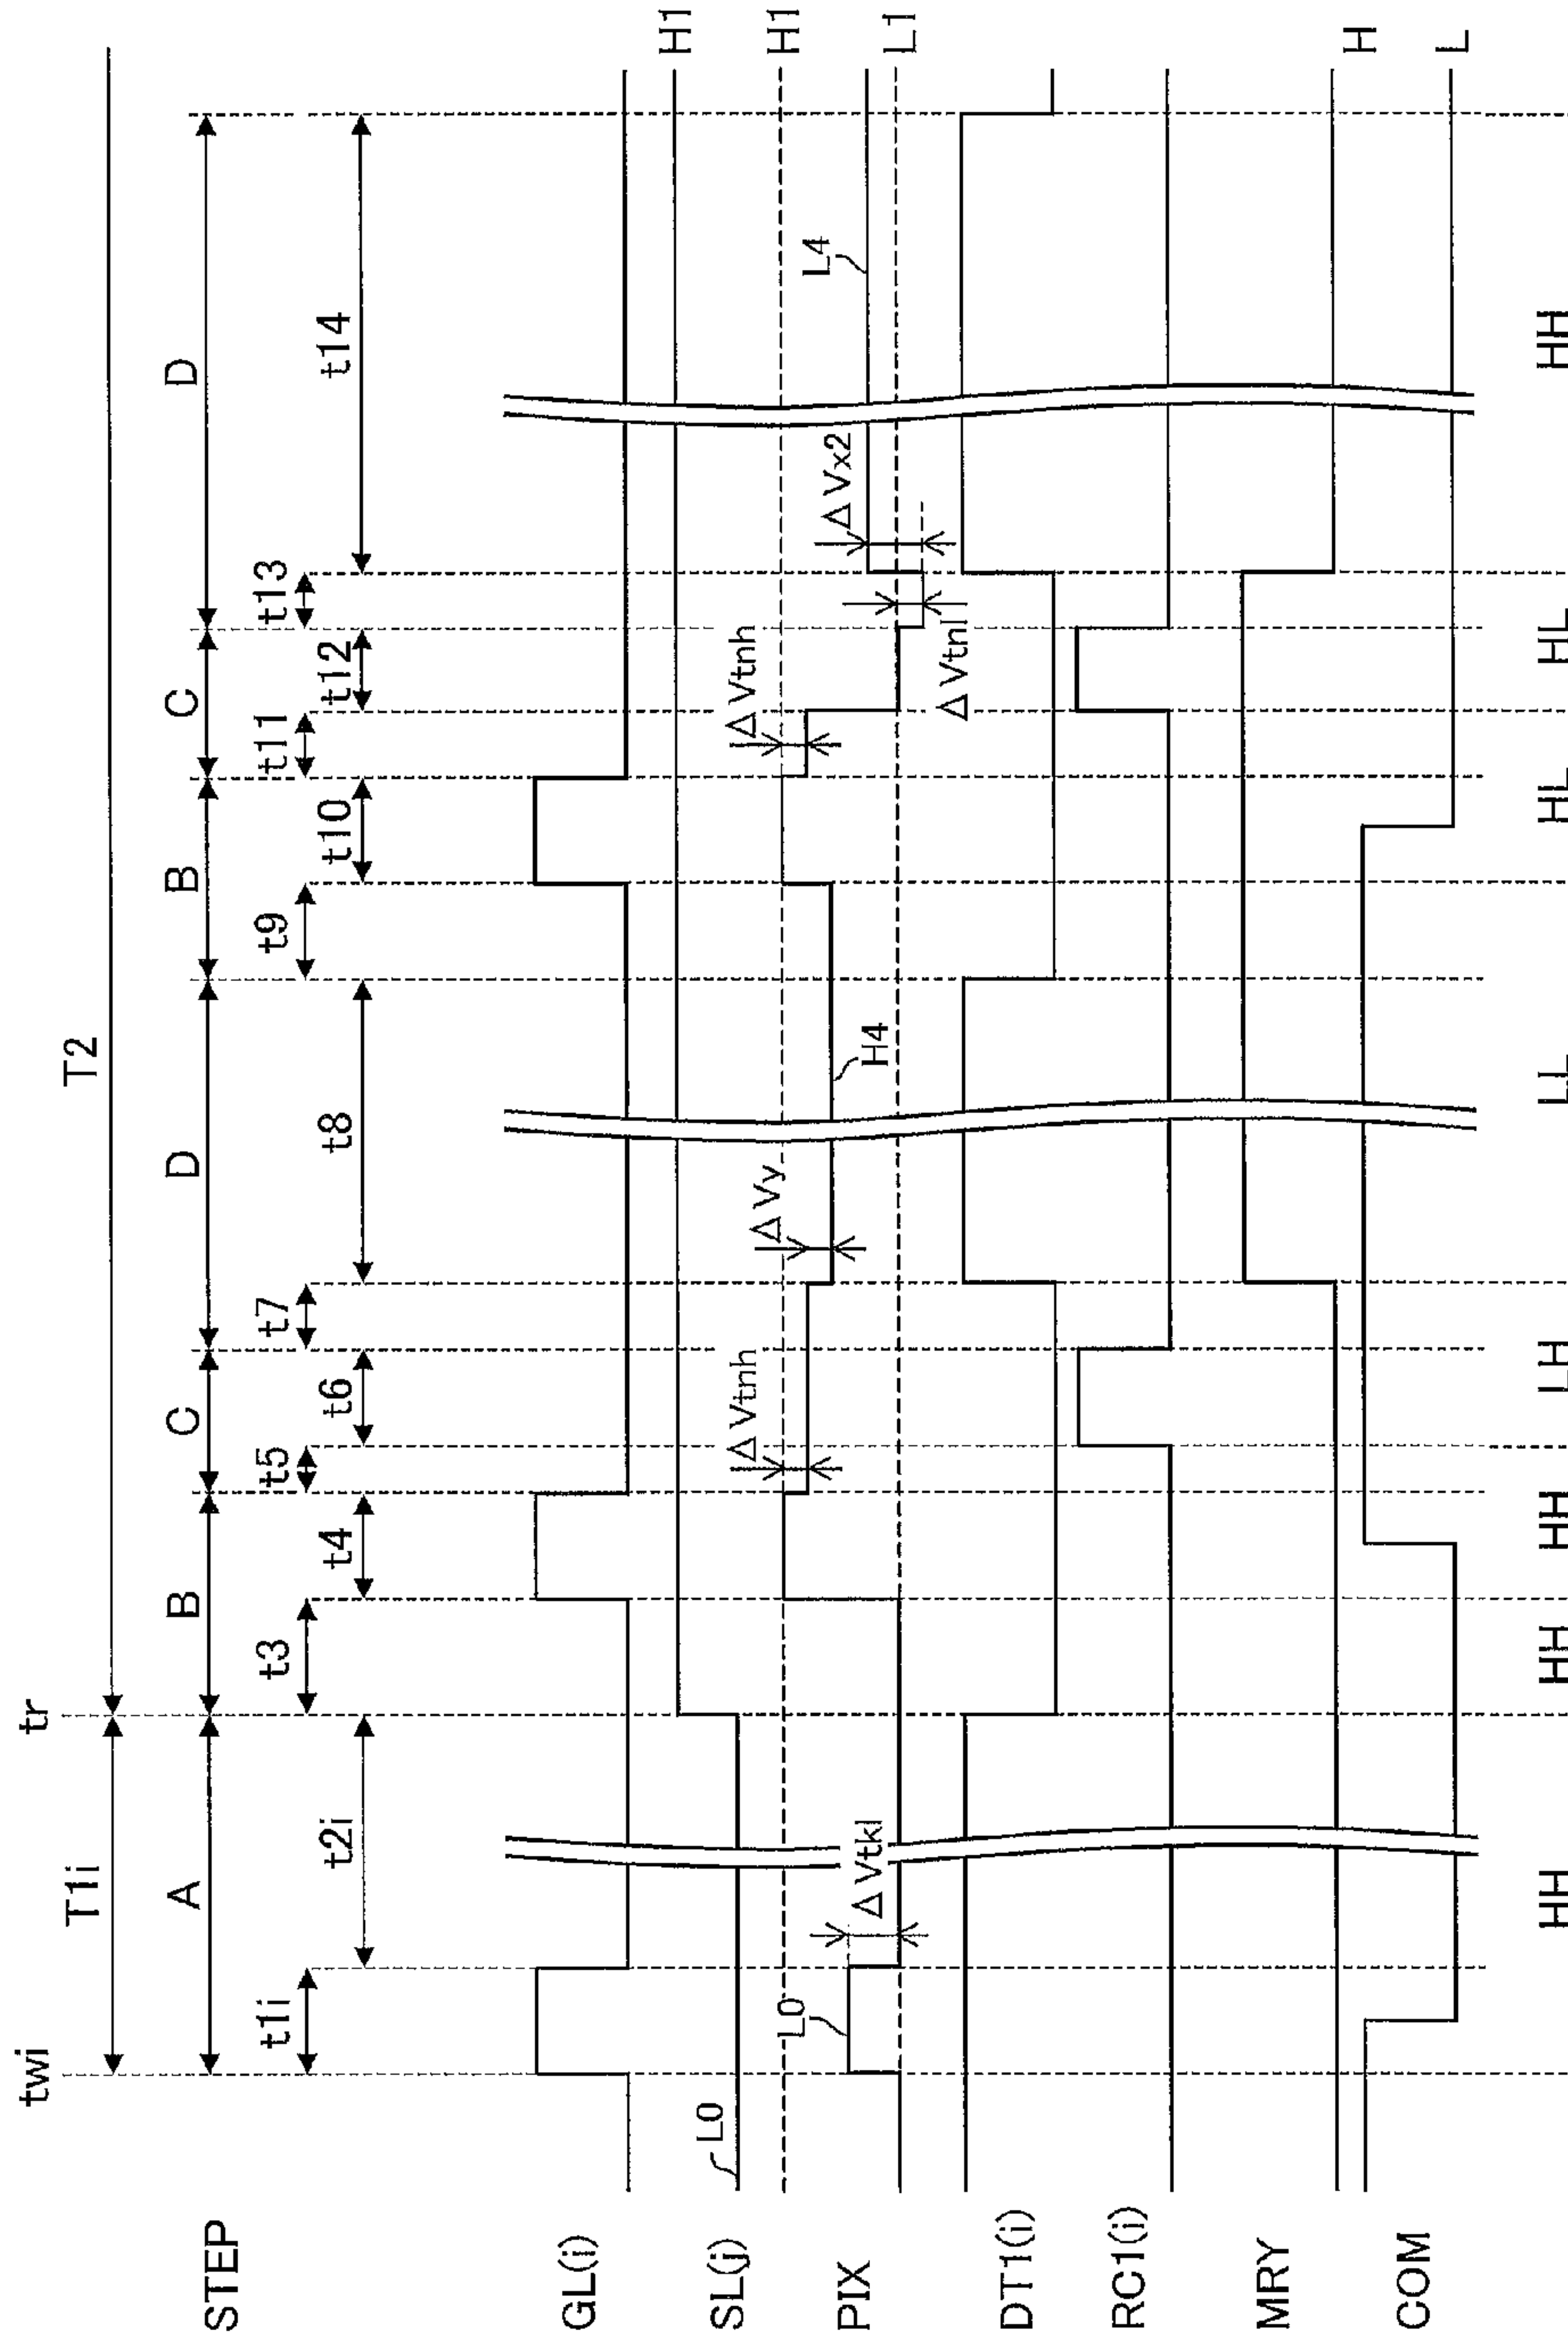 twi tr
T1i T2
STEP A B C D B C D
t1i t3 t5 t7 t9 t11 t13
t2i t4 t6 t8 t10 t12 t14
GL(i)
SL(j) L0 H1
PIX L0 ΔVtkl ΔVtnh ΔVy H4 ΔVtnh ΔVtnl ΔVx2 L4 H1
L1
DT1(i)
RC1(i)
MRY
COM H
L
HH HH HH LH LL HL HL HH